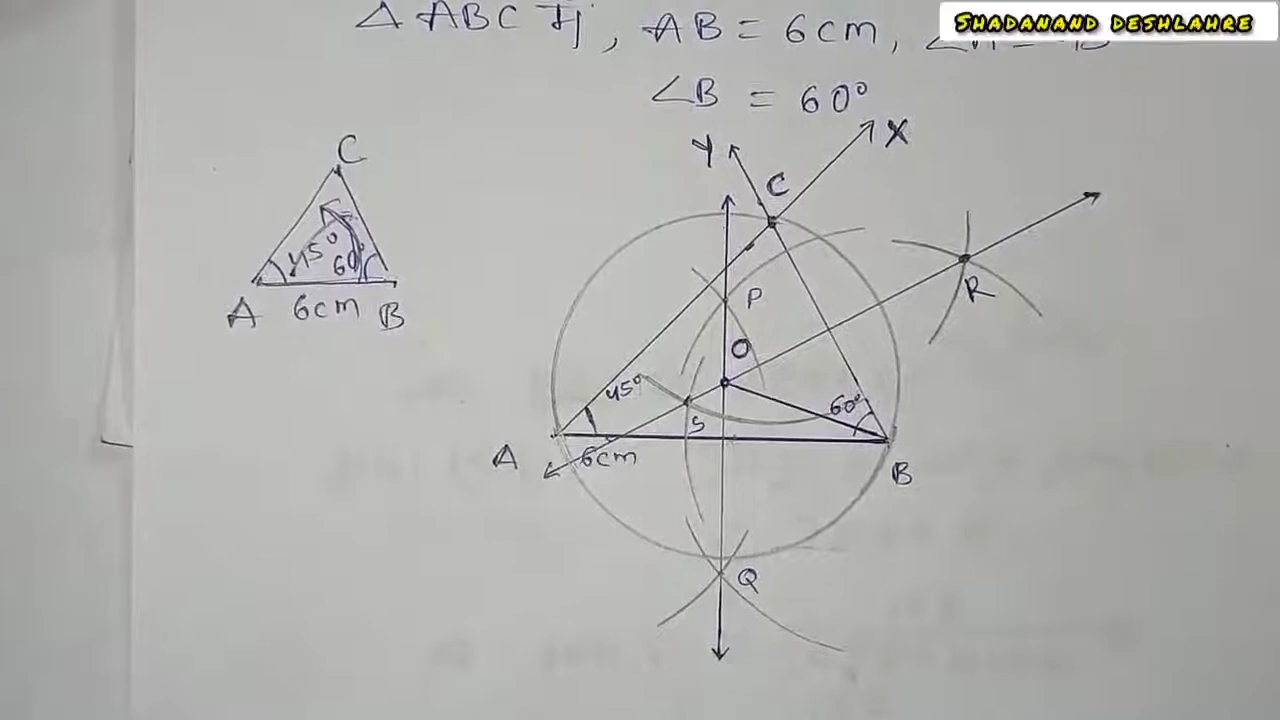 SHADANAND DESHLAHRE
△ ABC में, AB = 6cm,
∠B = 60°
Y
X
C
C
P
R
45°
60°
O
45°
60°
S
A
6cm
B
A
6cm
B
Q